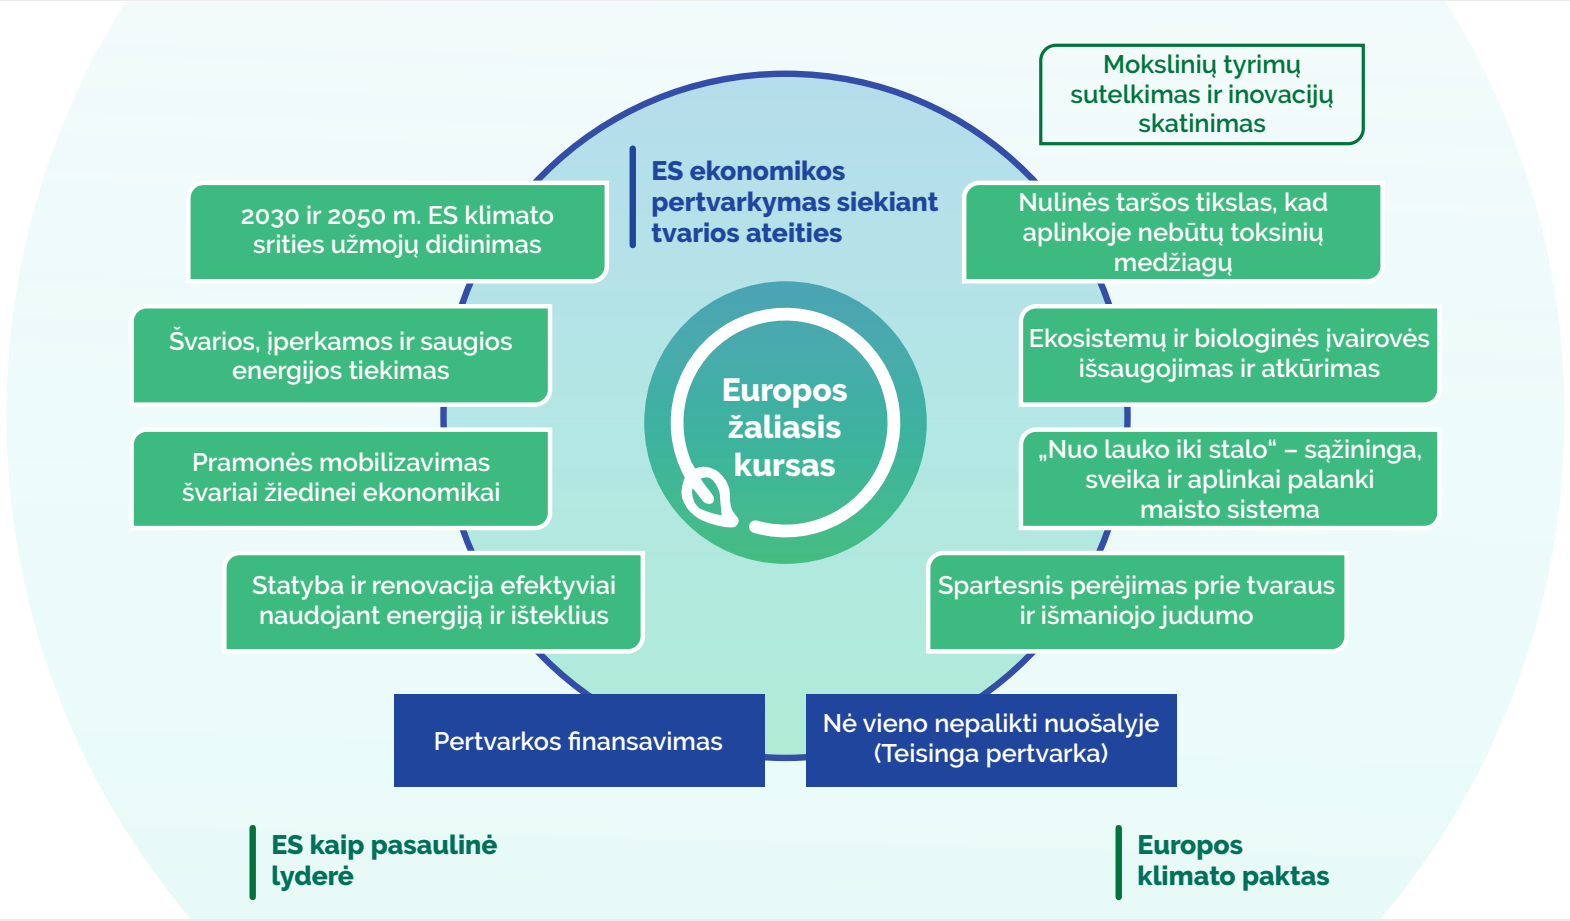 Mokslinių tyrimų
sutelkimas ir inovacijų
skatinimas
ES ekonomikos
pertvarkymas siekiant
tvarios ateities
2030 ir 2050 m. ES klimato
srities užmojų didinimas
Nulinės taršos tikslas, kad
aplinkoje nebūtų toksinių
medžiagų
Švarios, įperkamos ir saugios
energijos tiekimas
Ekosistemų ir biologinės įvairovės
išsaugojimas ir atkūrimas
Europos
žaliasis
kursas
Pramonės mobilizavimas
švariai žiedinei ekonomikai
„Nuo lauko iki stalo“ – sąžininga,
sveika ir aplinkai palanki
maisto sistema
Statyba ir renovacija efektyviai
naudojant energiją ir išteklius
Spartesnis perėjimas prie tvaraus
ir išmaniojo judumo
Pertvarkos finansavimas
Nė vieno nepalikti nuošalyje
(Teisinga pertvarka)
ES kaip pasaulinė
lyderė
Europos
klimato paktas